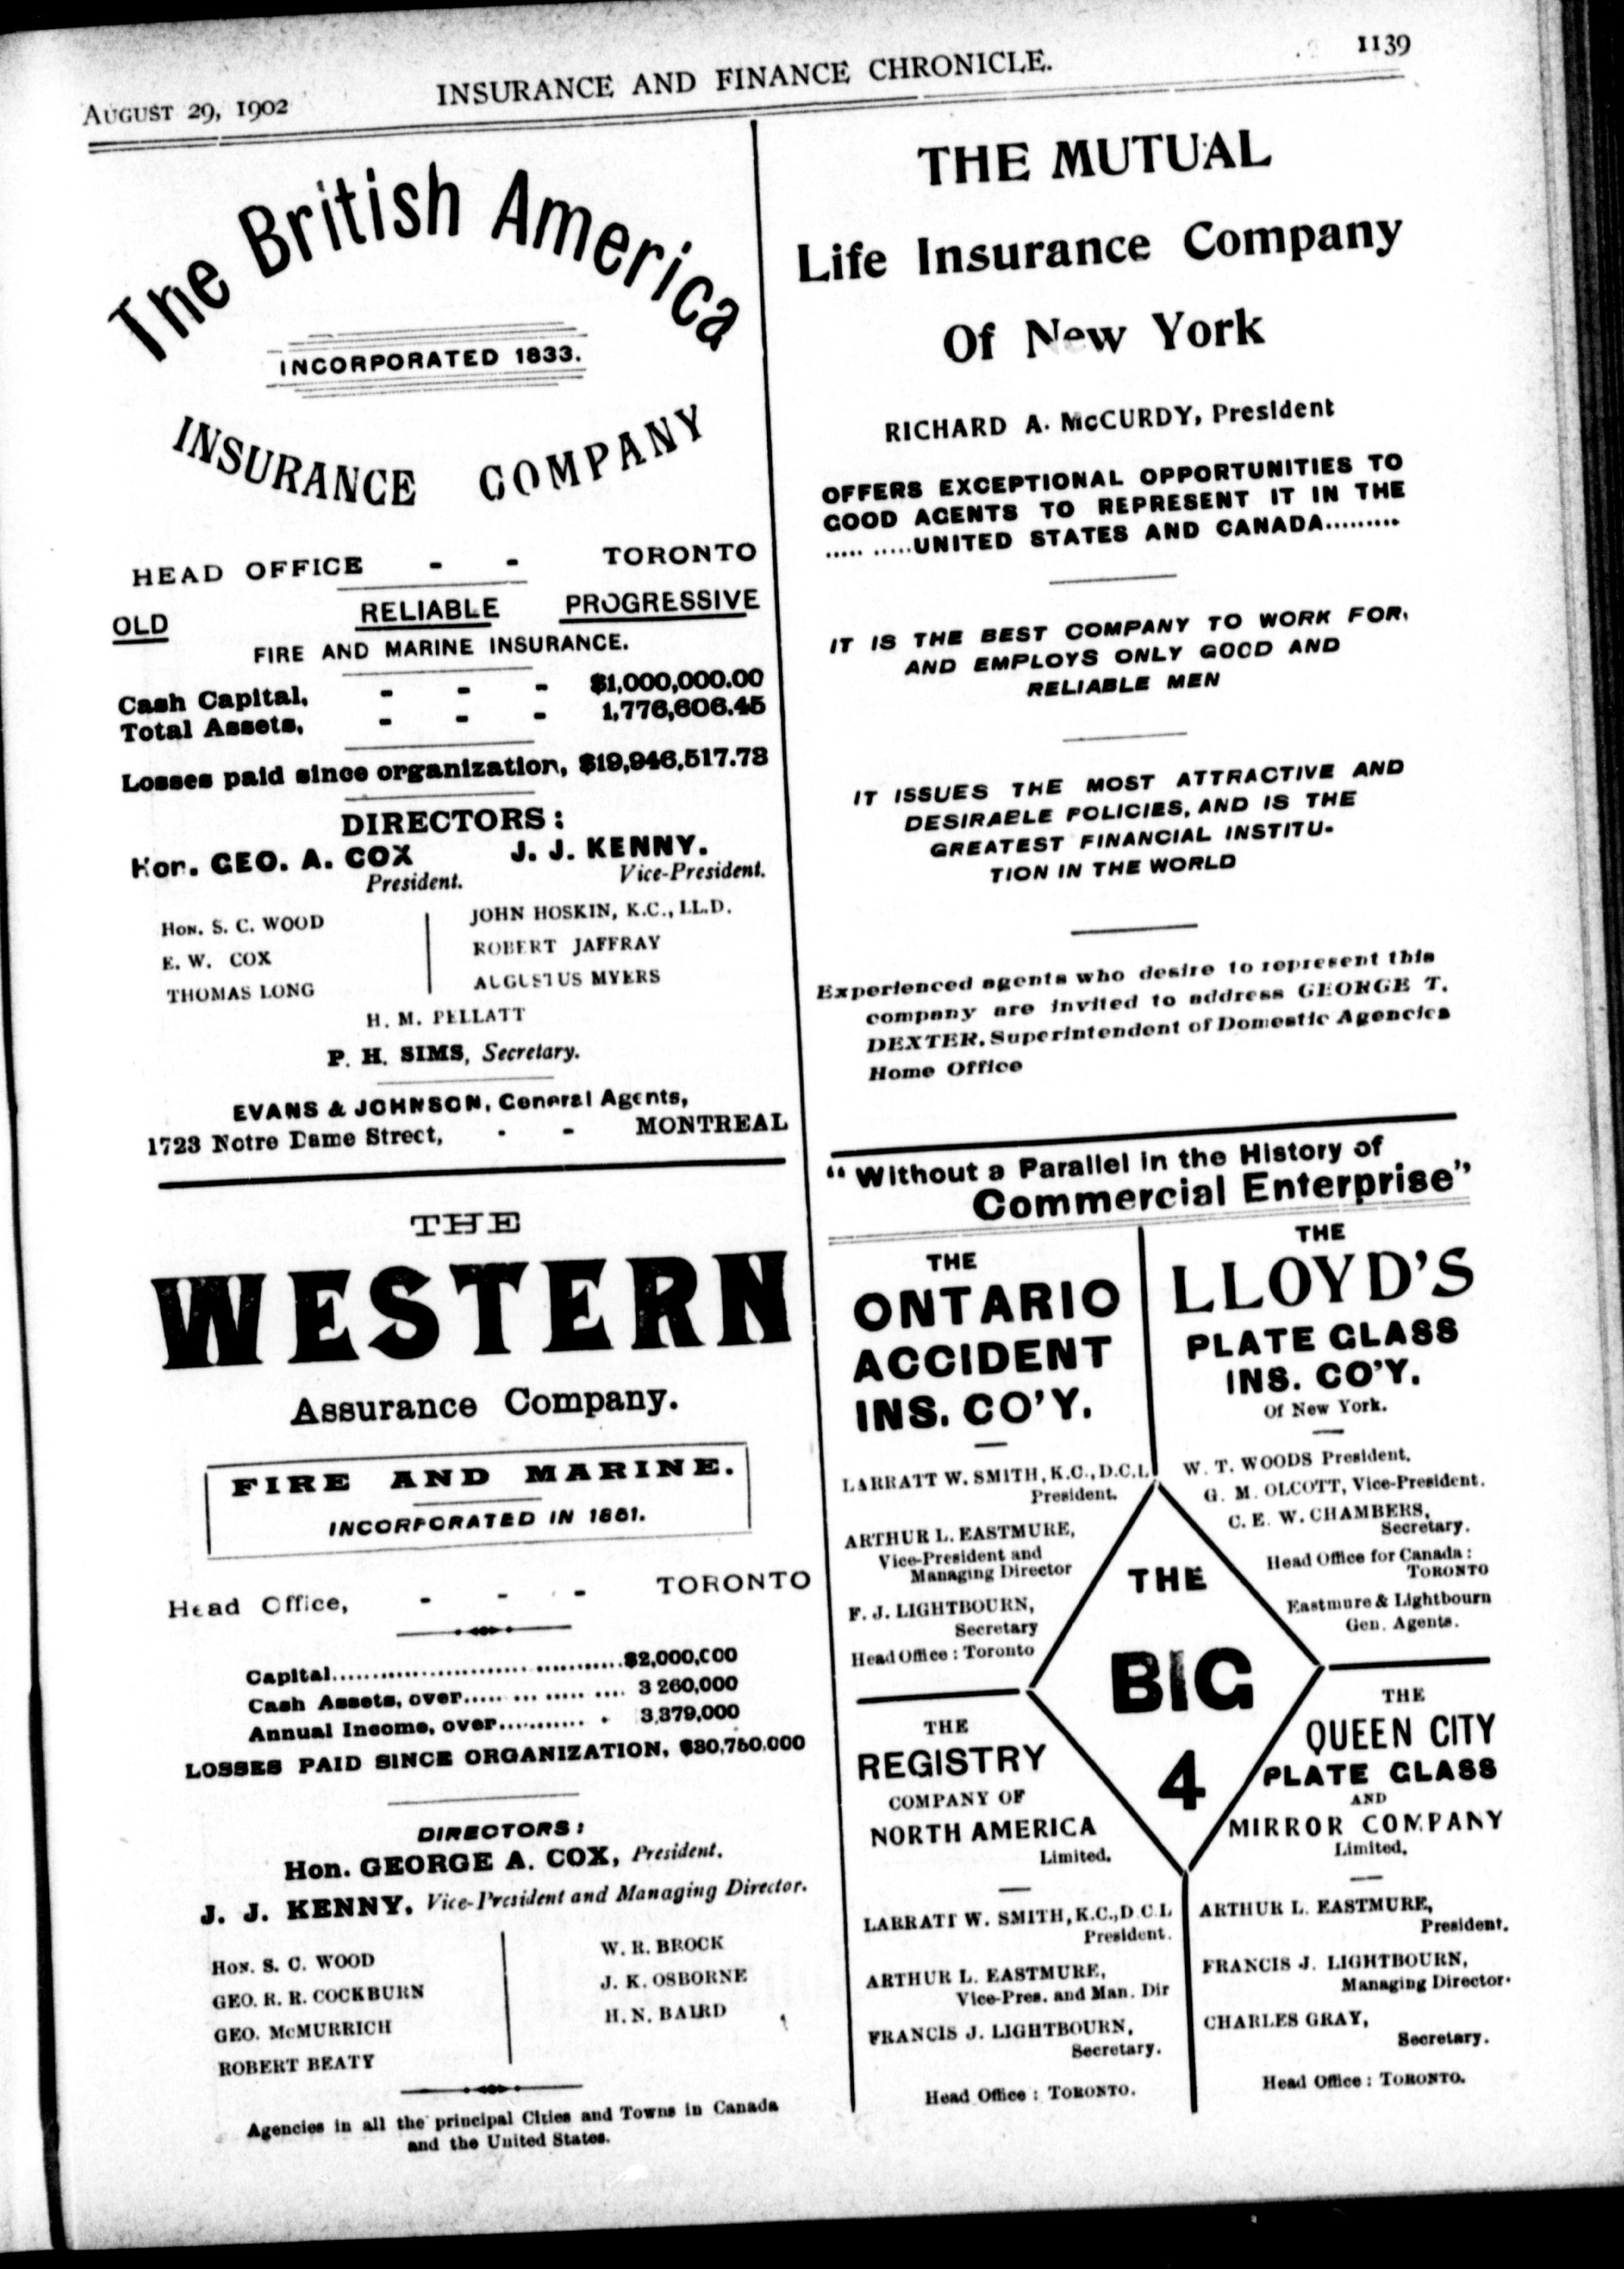 AUGUST 29, 1902
INSURANCE AND FINANCE CHRONICLE.
1139
The British America
INCORPORATED 1833.
INSURANCE COMPANY
HEAD OFFICE - - TORONTO
OLD RELIABLE PROGRESSIVE
FIRE AND MARINE INSURANCE.
Cash Capital, - - - $1,000,000.00
Total Assets, - - - 1,776,606.45
Losses paid since organization, $19,946,517.73
DIRECTORS:
Hon. GEO. A. COX J. J. KENNY.
President. Vice-President.
HON. S. C. WOOD JOHN HOSKIN, K.C., LL.D.
E. W. COX ROBERT JAFFRAY
THOMAS LONG AUGUSTUS MYERS
H. M. PELLATT
P. H. SIMS, Secretary.
EVANS & JOHNSON, General Agents,
1723 Notre Dame Street, - - MONTREAL
THE
WESTERN
Assurance Company.
FIRE AND MARINE.
INCORPORATED IN 1851.
Head Office, - - - TORONTO
Capital.....................................$2,000,000
Cash Assets, over..... ... ..... .... 3 260,000
Annual Income, over........... . 3,379,000
LOSSES PAID SINCE ORGANIZATION, $30,750,000
DIRECTORS:
Hon. GEORGE A. COX, President.
J. J. KENNY, Vice-President and Managing Director.
HON. S. C. WOOD W. R. BROCK
GEO. R. R. COCKBURN J. K. OSBORNE
GEO. McMURRICH H. N. BAIRD
ROBERT BEATY
Agencies in all the principal Cities and Towns in Canada
and the United States.
THE MUTUAL
Life Insurance Company
Of New York
RICHARD A. McCURDY, President
OFFERS EXCEPTIONAL OPPORTUNITIES TO
GOOD AGENTS TO REPRESENT IT IN THE
..... .....UNITED STATES AND CANADA.........
IT IS THE BEST COMPANY TO WORK FOR,
AND EMPLOYS ONLY GOOD AND
RELIABLE MEN
IT ISSUES THE MOST ATTRACTIVE AND
DESIRABLE POLICIES, AND IS THE
GREATEST FINANCIAL INSTITU-
TION IN THE WORLD
Experienced agents who desire to represent this
company are invited to address GEORGE T.
DEXTER, Superintendent of Domestic Agencies
Home Office
"Without a Parallel in the History of
Commercial Enterprise"
THE
ONTARIO
ACCIDENT
INS. CO'Y.
LARRATT W. SMITH, K.C., D.C.L
President.
ARTHUR L. EASTMURE,
Vice-President and
Managing Director
F. J. LIGHTBOURN,
Secretary
Head Office : Toronto
THE
LLOYD'S
PLATE GLASS
INS. CO'Y.
Of New York.
W. T. WOODS President.
G. M. OLCOTT, Vice-President.
C. E. W. CHAMBERS,
Secretary.
Head Office for Canada :
TORONTO
Eastmure & Lightbourn
Gen. Agents.
THE
BIG
4
THE
REGISTRY
COMPANY OF
NORTH AMERICA
Limited.
LARRATT W. SMITH, K.C., D C.L
President.
ARTHUR L. EASTMURE,
Vice-Pres. and Man. Dir
FRANCIS J. LIGHTBOURN,
Secretary.
Head Office : TORONTO.
THE
QUEEN CITY
PLATE GLASS
AND
MIRROR COMPANY
Limited.
ARTHUR L. EASTMURE,
President.
FRANCIS J. LIGHTBOURN,
Managing Director.
CHARLES GRAY,
Secretary.
Head Office : TORONTO.